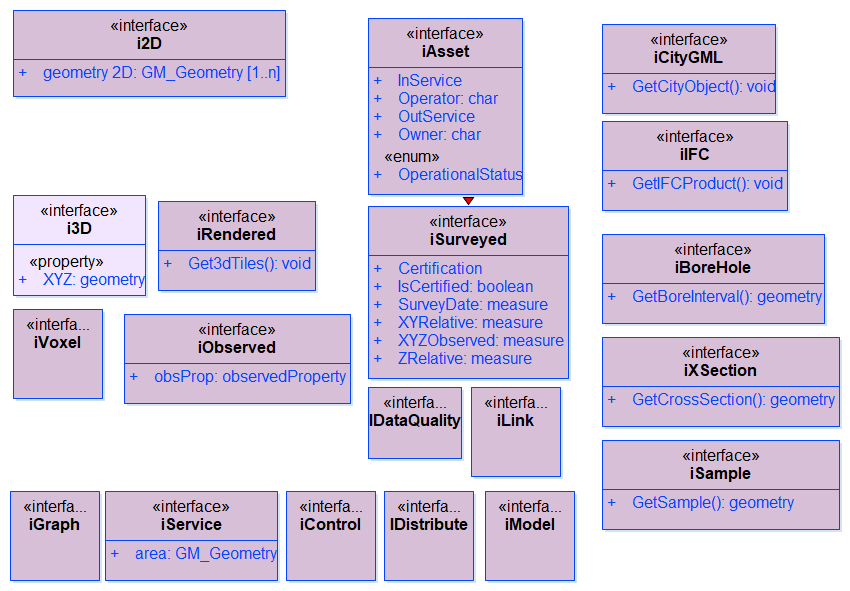 «interface»
i2D
+ geometry 2D: GM_Geometry [1..n]
«interface»
iAsset
+ InService
+ Operator: char
+ OutService
+ Owner: char
«enum»
+ OperationalStatus
«interface»
iCityGML
+ GetCityObject(): void
«interface»
iIFC
+ GetIFCProduct(): void
«interface»
i3D
«property»
+ XYZ: geometry
«interface»
iRendered
+ Get3dTiles(): void
«interface»
iSurveyed
+ Certification
+ IsCertified: boolean
+ SurveyDate: measure
+ XYRelative: measure
+ XYZObserved: measure
+ ZRelative: measure
«interface»
iBoreHole
+ GetBoreInterval(): geometry
«interfa...
iVoxel
«interface»
iObserved
+ obsProp: observedProperty
«interface»
iXSection
+ GetCrossSection(): geometry
«interfa...
IDataQuality
«interfa...
iLink
«interface»
iSample
+ GetSample(): geometry
«interfa...
iGraph
«interface»
iService
+ area: GM_Geometry
«interfa...
iControl
«interfa...
IDistribute
«interfa...
iModel